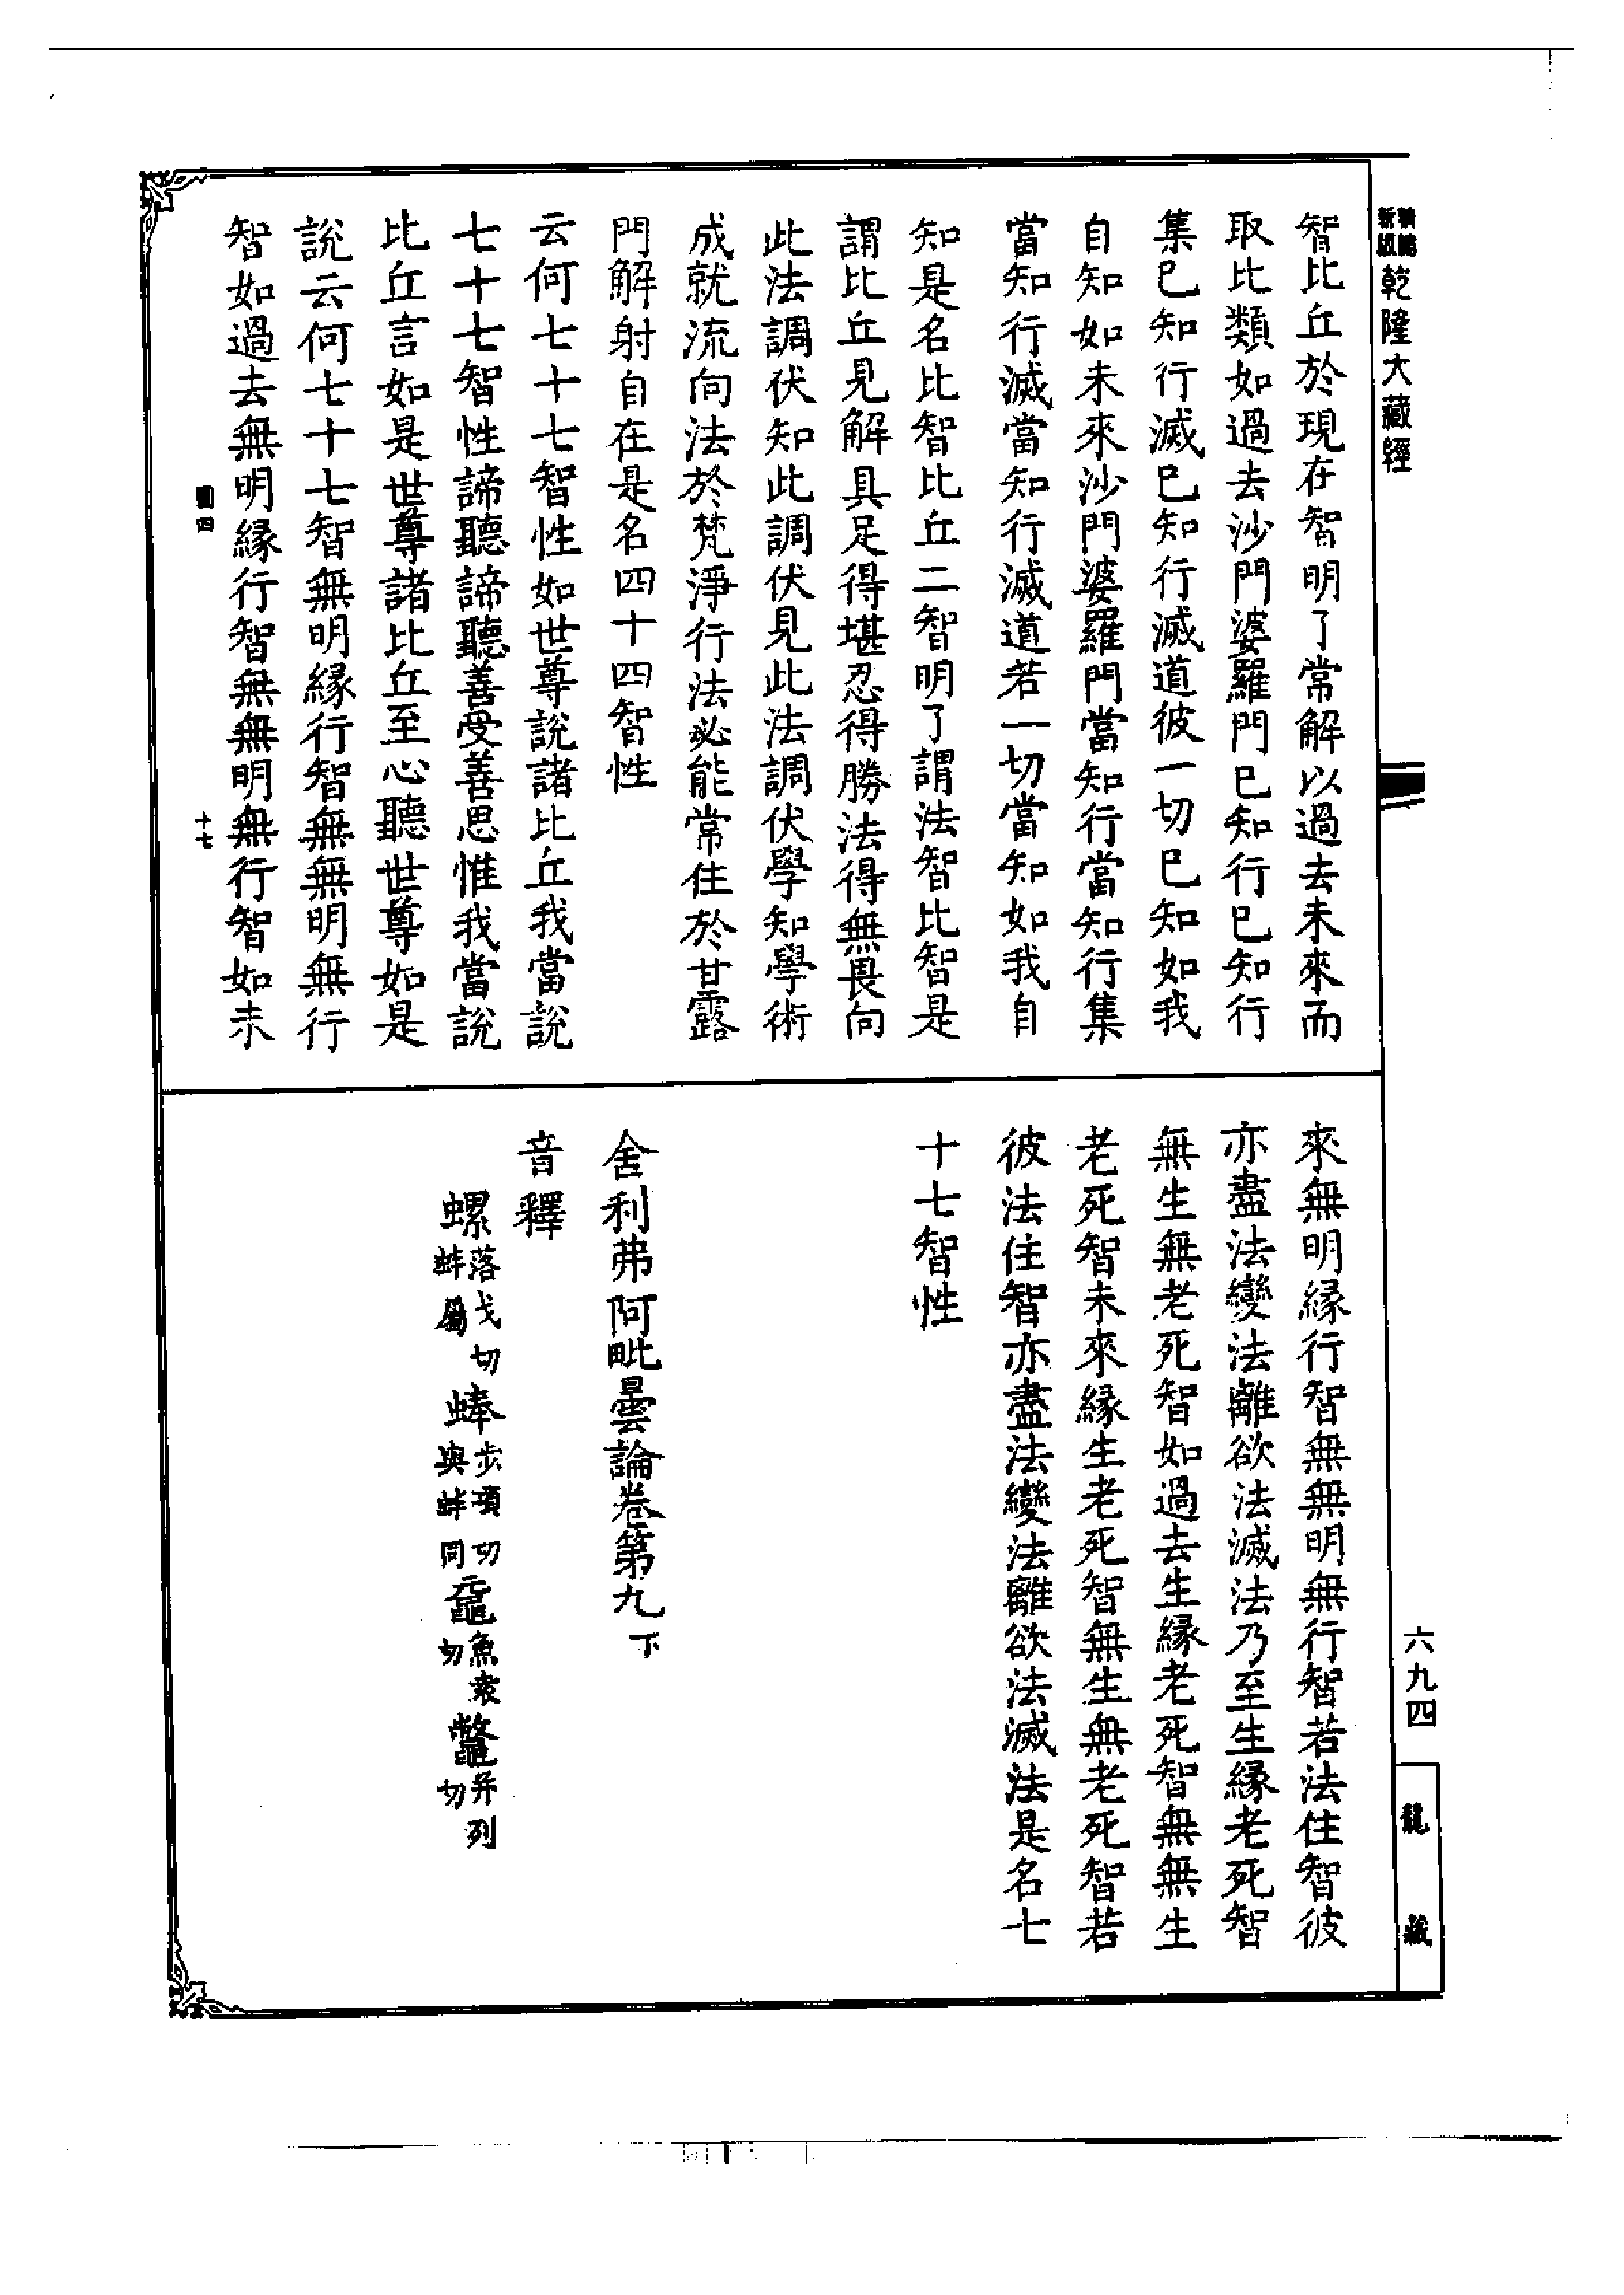 新編
乾隆大藏經
智比丘於現在智明了常解以過去未來而
取比類如過去沙門婆羅門已知行已知行
集已知行滅已知行滅道彼一切已知如我
自知如未來沙門婆羅門當知行當知行集
當知行滅當知行滅道若一切當知如我自
知是名比智比丘二智明了謂法智比智是
謂比丘見解具足得堪忍得勝法得無畏向
此法調伏知此調伏見此法調伏學知學術
成就流向法於梵淨行法必能常住於甘露
門解射自在是名四十四智性
云何七十七智性如世尊說諸比丘我當說
七十七智性諦聽諦聽善受善思惟我當說
比丘言如是世尊諸比丘至心聽世尊如是
說云何七十七智無明緣行智無無明無行
智如過去無明緣行智無無明無行智如未
四
十七
來無明緣行智無無明無行智若法住智彼
亦盡法變法離欲法滅法乃至生緣老死智
無生無老死智如過去生緣老死智無無生
老死智未來緣生老死智無生無老死智若
彼法住智亦盡法變法離欲法滅法是名七
十七智性
舍利弗阿毗曇論卷第九下
音釋
螺落戈切蚌屬 蜯步項切與蚌同 黿魚袁切 鼈并列切
六九四
龍藏